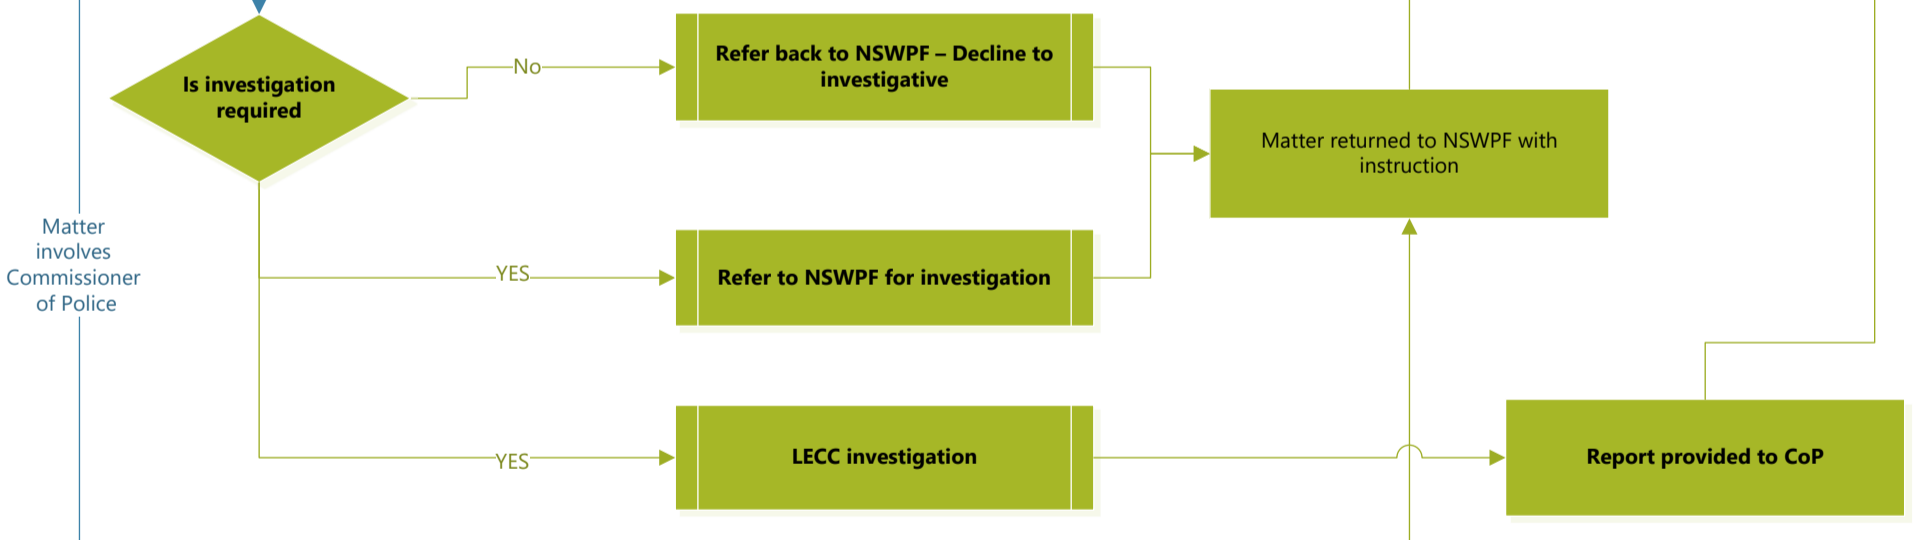 Is investigation
required
No
Refer back to NSWPF – Decline to
investigative
Matter returned to NSWPF with
instruction
Matter
involves
Commissioner
of Police
YES
Refer to NSWPF for investigation
YES
LECC investigation
Report provided to CoP